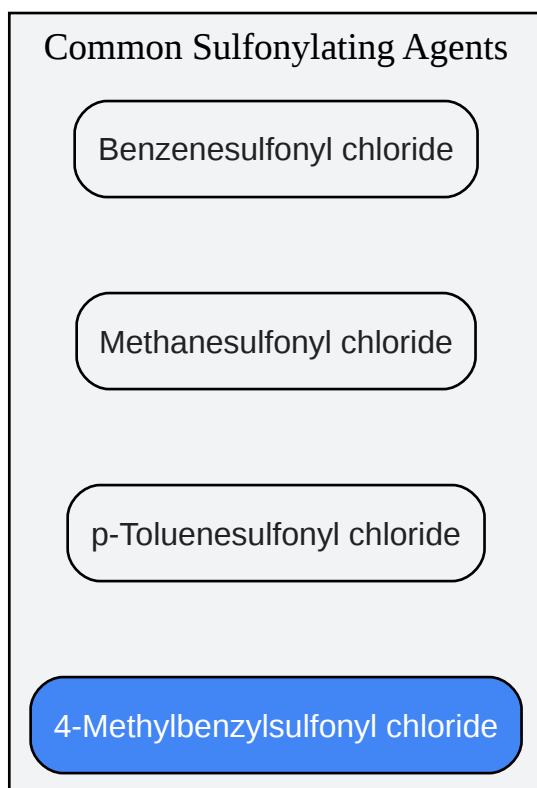 Common Sulfonylating Agents
Benzenesulfonyl chloride
Methanesulfonyl chloride
p-Toluenesulfonyl chloride
4-Methylbenzylsulfonyl chloride